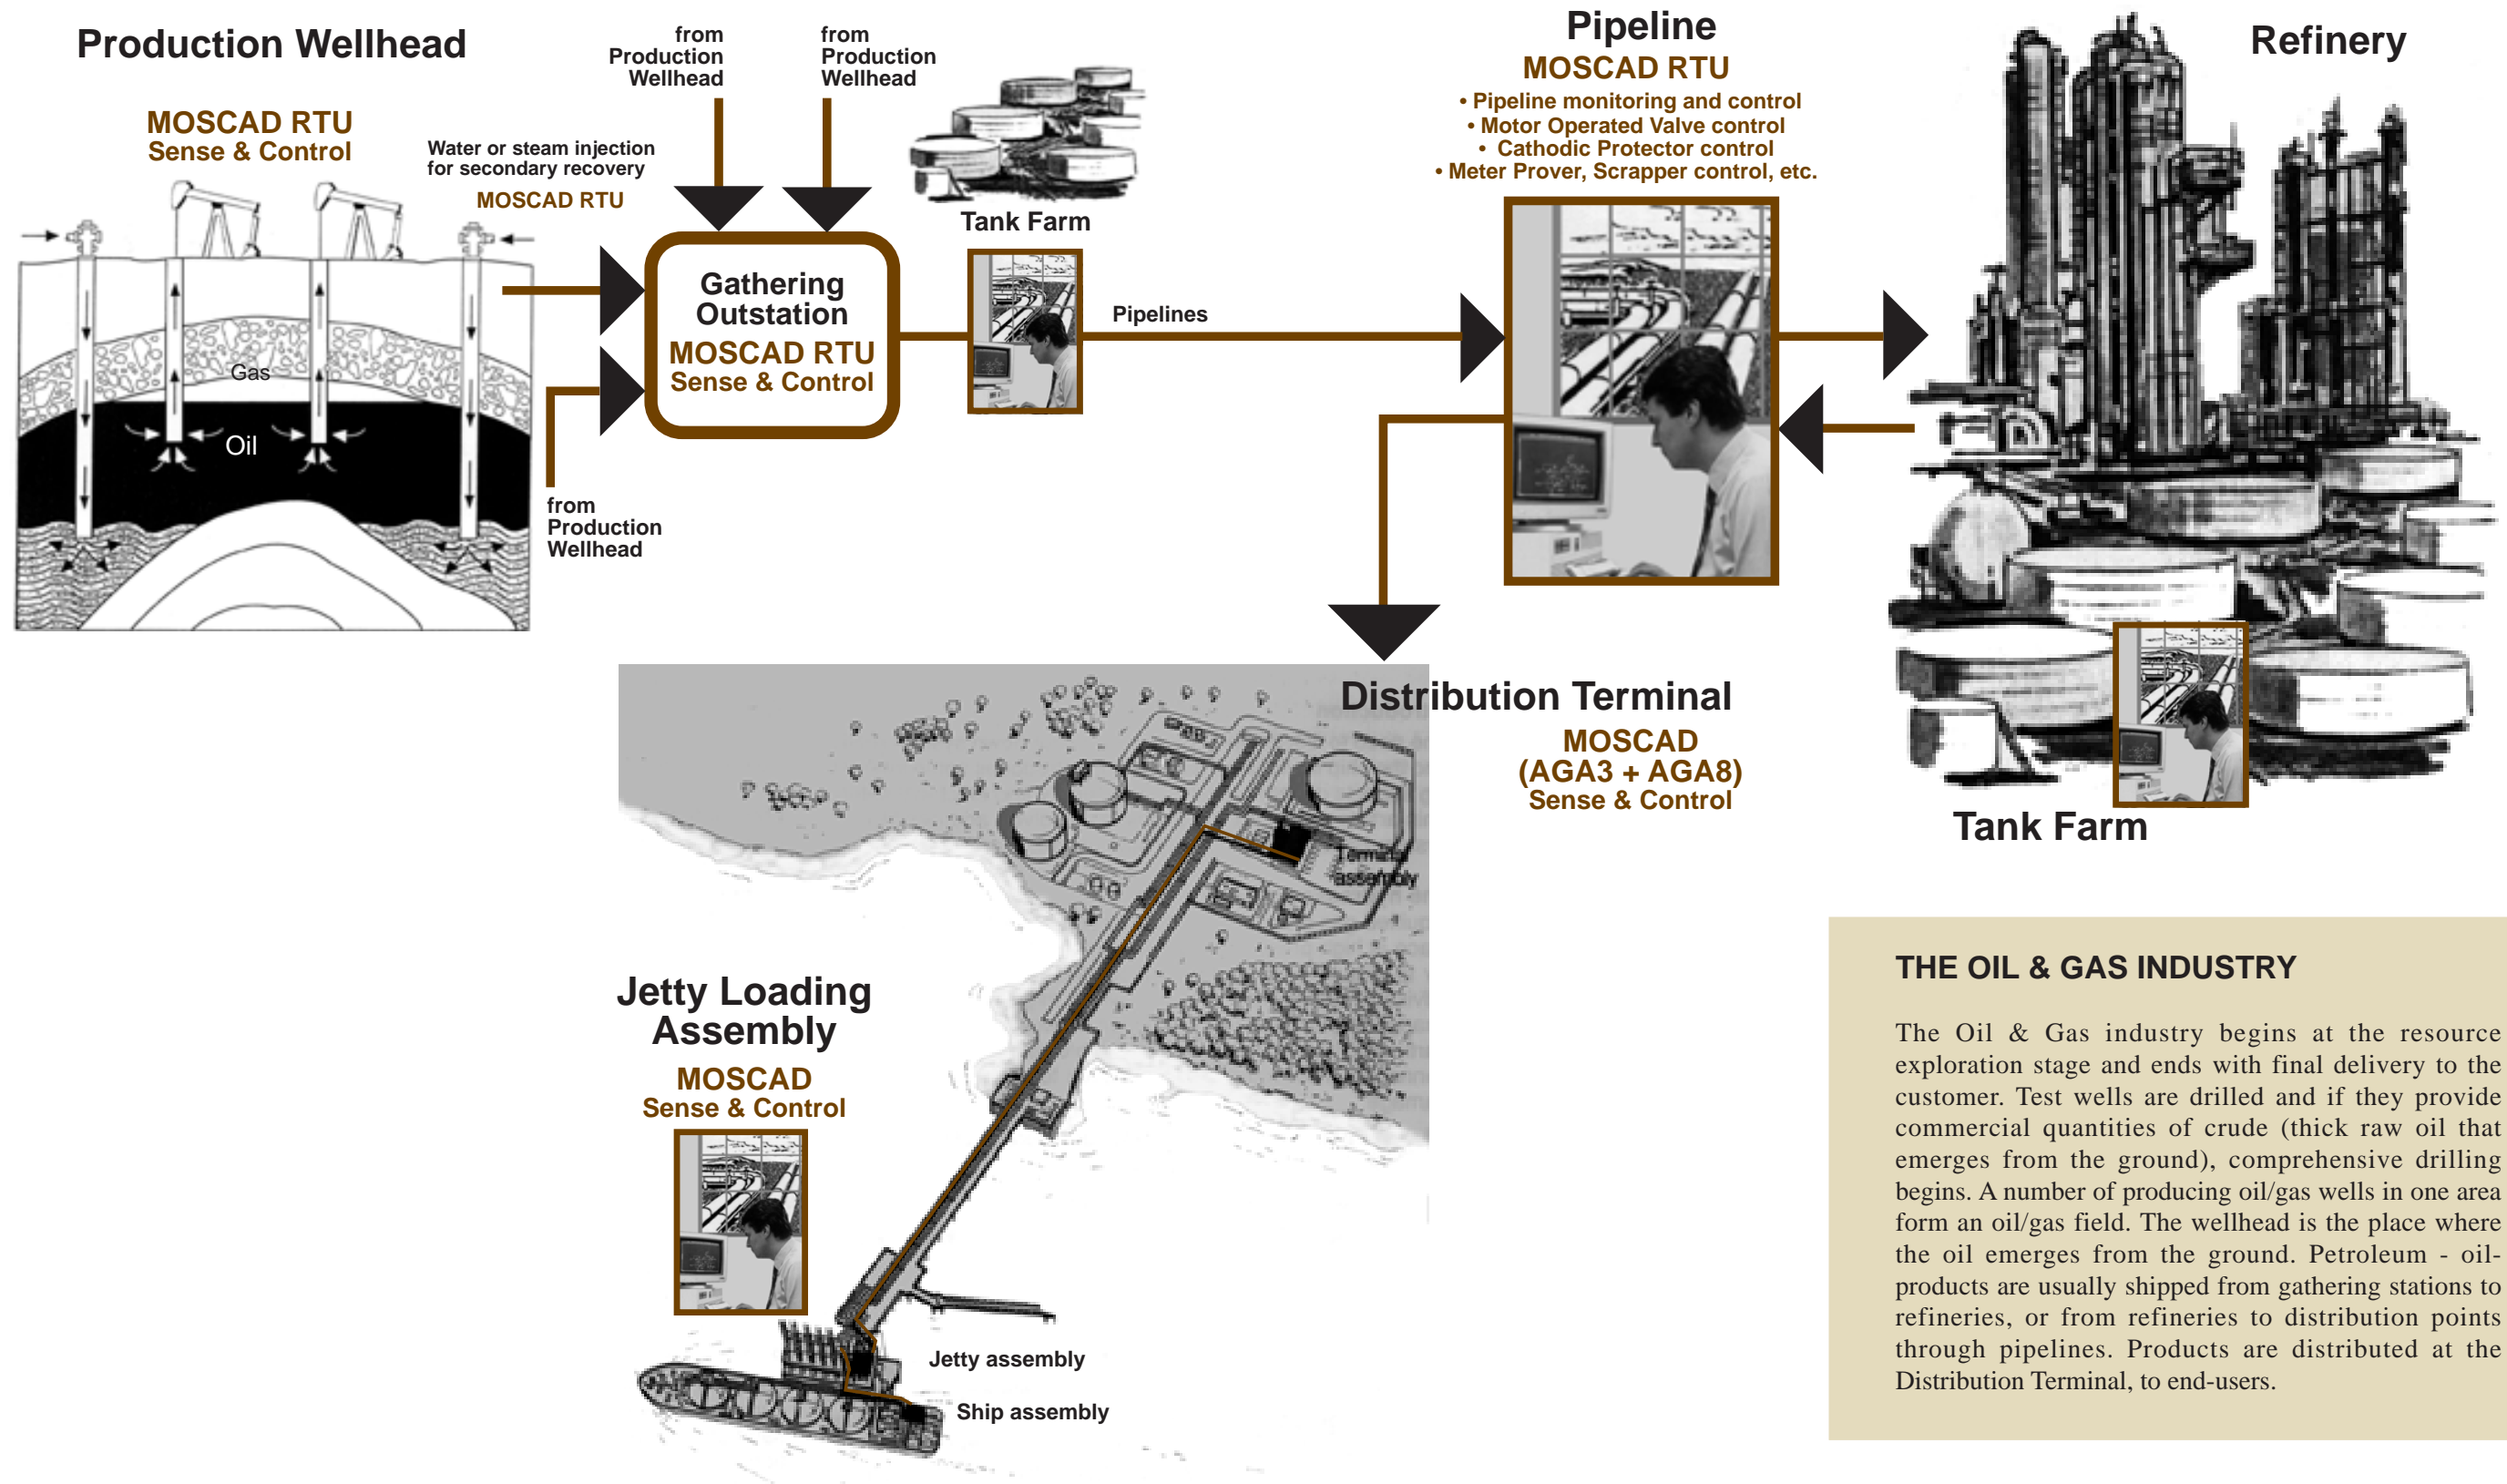 Production Wellhead
MOSCAD RTU
Sense & Control
Water or steam injection
for secondary recovery
MOSCAD RTU
Gas
Oil
from
Production
Wellhead
from
Production
Wellhead
from
Production
Wellhead
Gathering
Outstation
MOSCAD RTU
Sense & Control
Tank Farm
Pipelines
Pipeline
MOSCAD RTU
• Pipeline monitoring and control
• Motor Operated Valve control
• Cathodic Protector control
• Meter Prover, Scrapper control, etc.
Refinery
Tank Farm
Distribution Terminal
MOSCAD
(AGA3 + AGA8)
Sense & Control
Terminal
assembly
Jetty Loading
Assembly
MOSCAD
Sense & Control
Jetty assembly
Ship assembly
THE OIL & GAS INDUSTRY
The Oil & Gas industry begins at the resource
exploration stage and ends with final delivery to the
customer. Test wells are drilled and if they provide
commercial quantities of crude (thick raw oil that
emerges from the ground), comprehensive drilling
begins. A number of producing oil/gas wells in one area
form an oil/gas field. The wellhead is the place where
the oil emerges from the ground. Petroleum - oil-
products are usually shipped from gathering stations to
refineries, or from refineries to distribution points
through pipelines. Products are distributed at the
Distribution Terminal, to end-users.